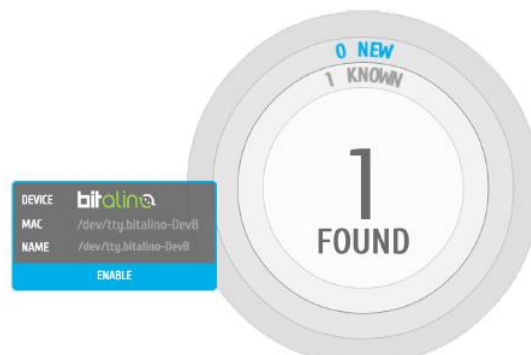 0 NEW
1 KNOWN
1
FOUND
DEVICE bitalino
MAC /dev/tty.bitalino-DevB
NAME /dev/tty.bitalino-DevB
ENABLE